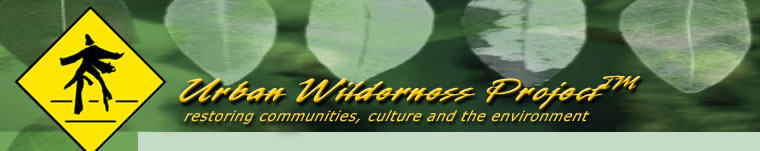 Urban Wilderness Project™
restoring communities, culture and the environment